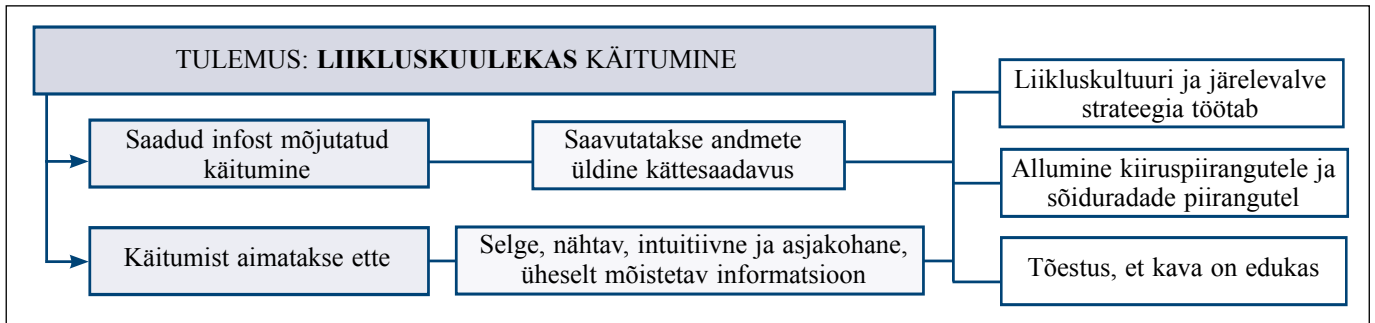 TULEMUS: LIIKLUSKUULEKAS KÄITUMINE
Saadud infost mõjutatud
käitumine
Saavutatakse andmete
üldine kättesaadavus
Liikluskultuuri ja järelevalve
strateegia töötab
Allumine kiiruspiirangutele ja
sõiduradade piirangutel
Käitumist aimatakse ette
Selge, nähtav, intuitiivne ja asjakohane,
üheselt mõistetav informatsioon
Tõestus, et kava on edukas